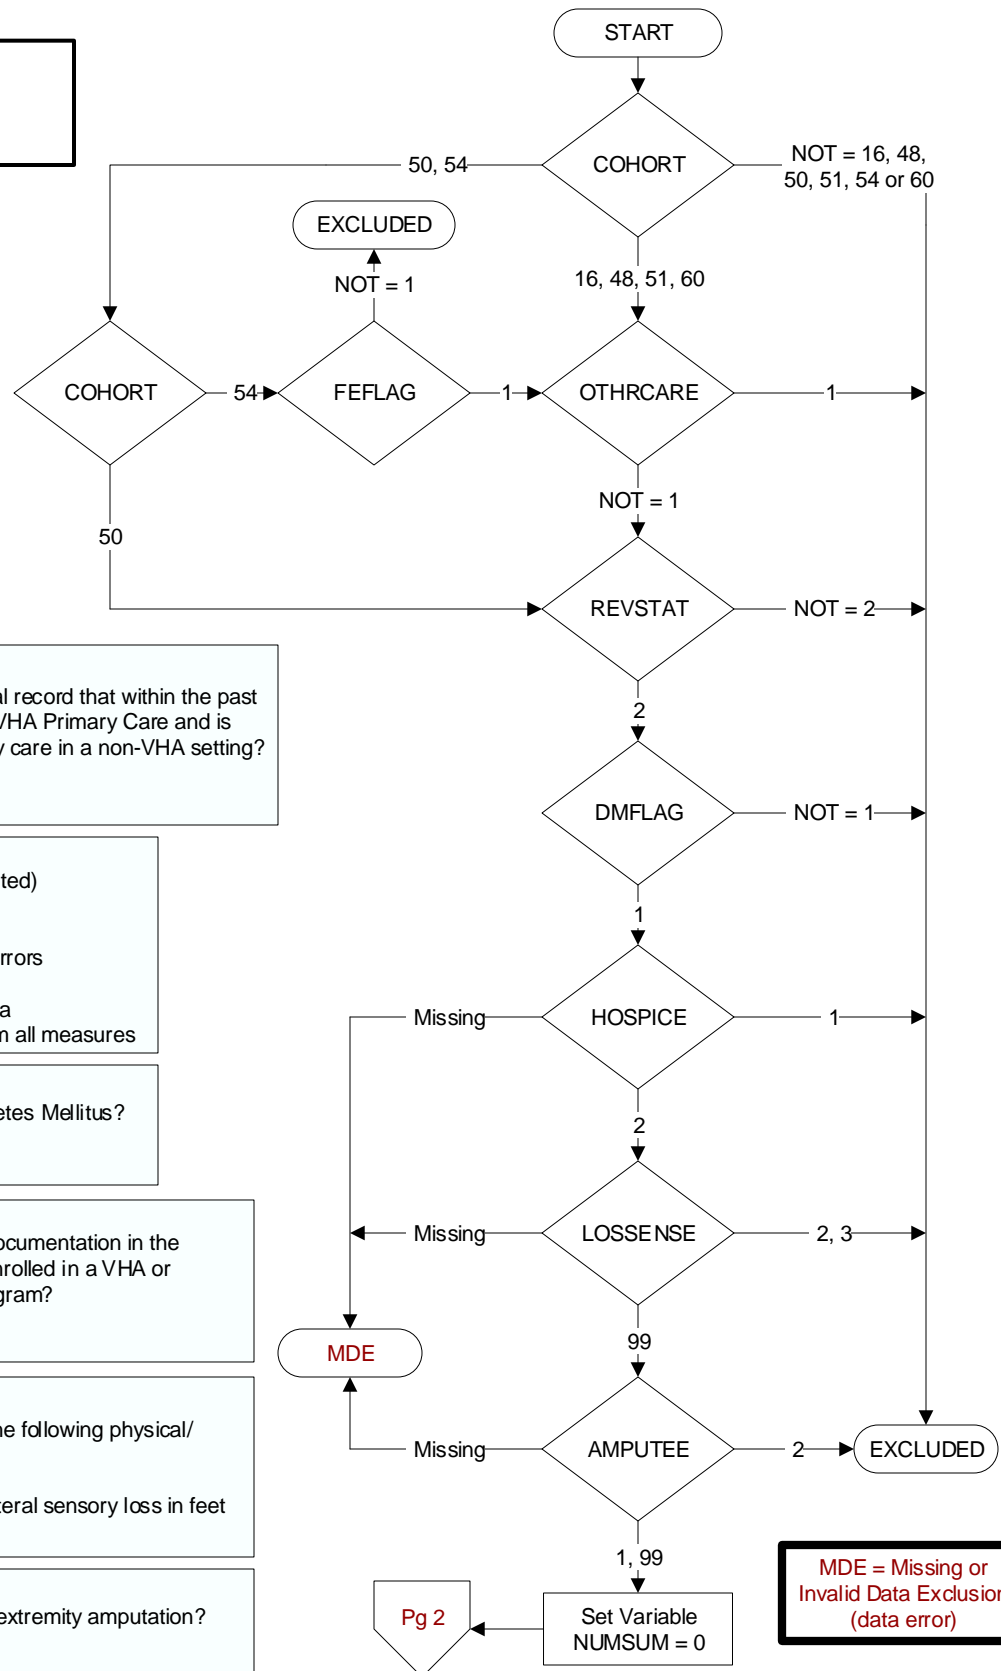 START
COHORT
50, 54
NOT = 16, 48,
50, 51, 54 or 60
EXCLUDED
NOT = 1
16, 48, 51, 60
COHORT
54
FEFLAG
1
OTHRCARE
1
NOT = 1
50
REVSTAT
NOT = 2
2
al record that within the past
VHA Primary Care and is
y care in a non-VHA setting?
DMFLAG
NOT = 1
1
ted)
rrors
a
m all measures
Missing
HOSPICE
1
2
etes Mellitus?
Missing
LOSSENSE
2, 3
ocumentation in the
nrolled in a VHA or
gram?
99
MDE
Missing
AMPUTEE
2
EXCLUDED
he following physical/
teral sensory loss in feet
1, 99
extremity amputation?
Pg 2
Set Variable
NUMSUM = 0
MDE = Missing or
Invalid Data Exclusion
(data error)